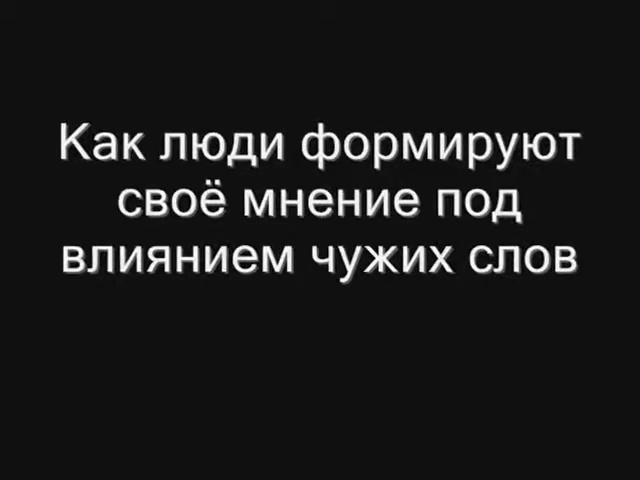 Как люди формируют
своё мнение под
влиянием чужих слов